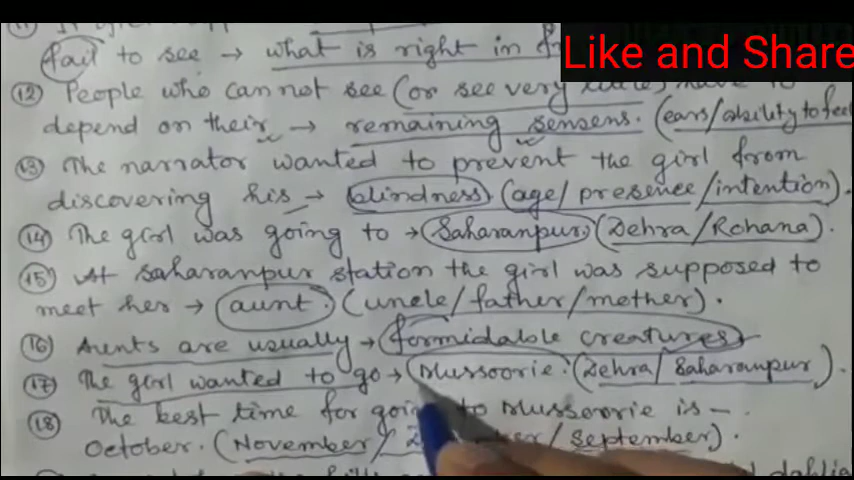 fail to see → what is right in
Like and Share
(12) People who cannot see (or see very
depend on their → remaining sensens. (ears/ability to feel
(13) The narrator wanted to prevent the girl from
discovering his → blindness (age/presence/intention).
(14) The girl was going to → Saharanpur. (Dehra/Rohana).
(15) At Saharanpur station the girl was supposed to
meet her → aunt. (uncle/father/mother).
(16) Aunts are usually → formidable creatures
(17) The girl wanted to go → Mussoorie. (Dehra/Saharanpur).
(18) The best time for going to Mussoorie is –.
October. (November/ /September).